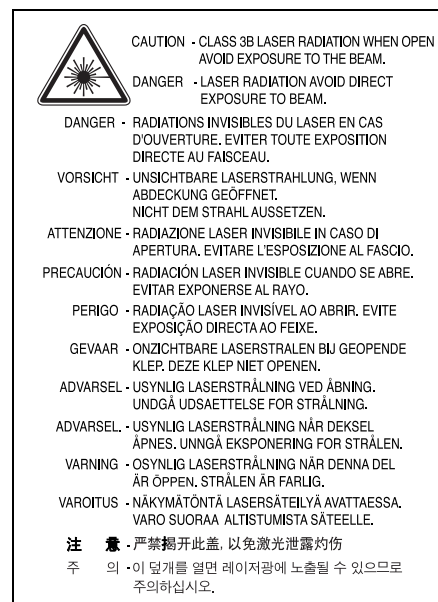 CAUTION - CLASS 3B LASER RADIATION WHEN OPEN
AVOID EXPOSURE TO THE BEAM.
DANGER - LASER RADIATION AVOID DIRECT
EXPOSURE TO BEAM.
DANGER - RADIATIONS INVISIBLES DU LASER EN CAS
D'OUVERTURE. EVITER TOUTE EXPOSITION
DIRECTE AU FAISCEAU.
VORSICHT - UNSICHTBARE LASERSTRAHLUNG, WENN
ABDECKUNG GEÖFFNET.
NICHT DEM STRAHL AUSSETZEN.
ATTENZIONE - RADIAZIONE LASER INVISIBILE IN CASO DI
APERTURA. EVITARE L'ESPOSIZIONE AL FASCIO.
PRECAUCIÓN - RADIACIÓN LASER INVISIBLE CUANDO SE ABRE.
EVITAR EXPONERSE AL RAYO.
PERIGO - RADIAÇÃO LASER INVISÍVEL AO ABRIR. EVITE
EXPOSIÇÃO DIRECTA AO FEIXE.
GEVAAR - ONZICHTBARE LASERSTRALEN BIJ GEOPENDE
KLEP. DEZE KLEP NIET OPENEN.
ADVARSEL - USYNLIG LASERSTRÅLNING VED ÅBNING.
UNDGÅ UDSAETTELSE FOR STRÅLNING.
ADVARSEL. - USYNLIG LASERSTRÅLNING NÅR DEKSEL
ÅPNES. UNNGÅ EKSPONERING FOR STRÅLEN.
VARNING - OSYNLIG LASERSTRÅLNING NÄR DENNA DEL
ÄR ÖPPEN. STRÅLEN ÄR FARLIG.
VAROITUS - NÄKYMÄTÖNTÄ LASERSÄTEILYÄ AVATTAESSA.
VARO SUORAA ALTISTUMISTA SÄTEELLE.
注 意 - 严禁揭开此盖, 以免激光泄露灼伤
주 의 - 이 덮개를 열면 레이저광에 노출될 수 있으므로
주의하십시오.